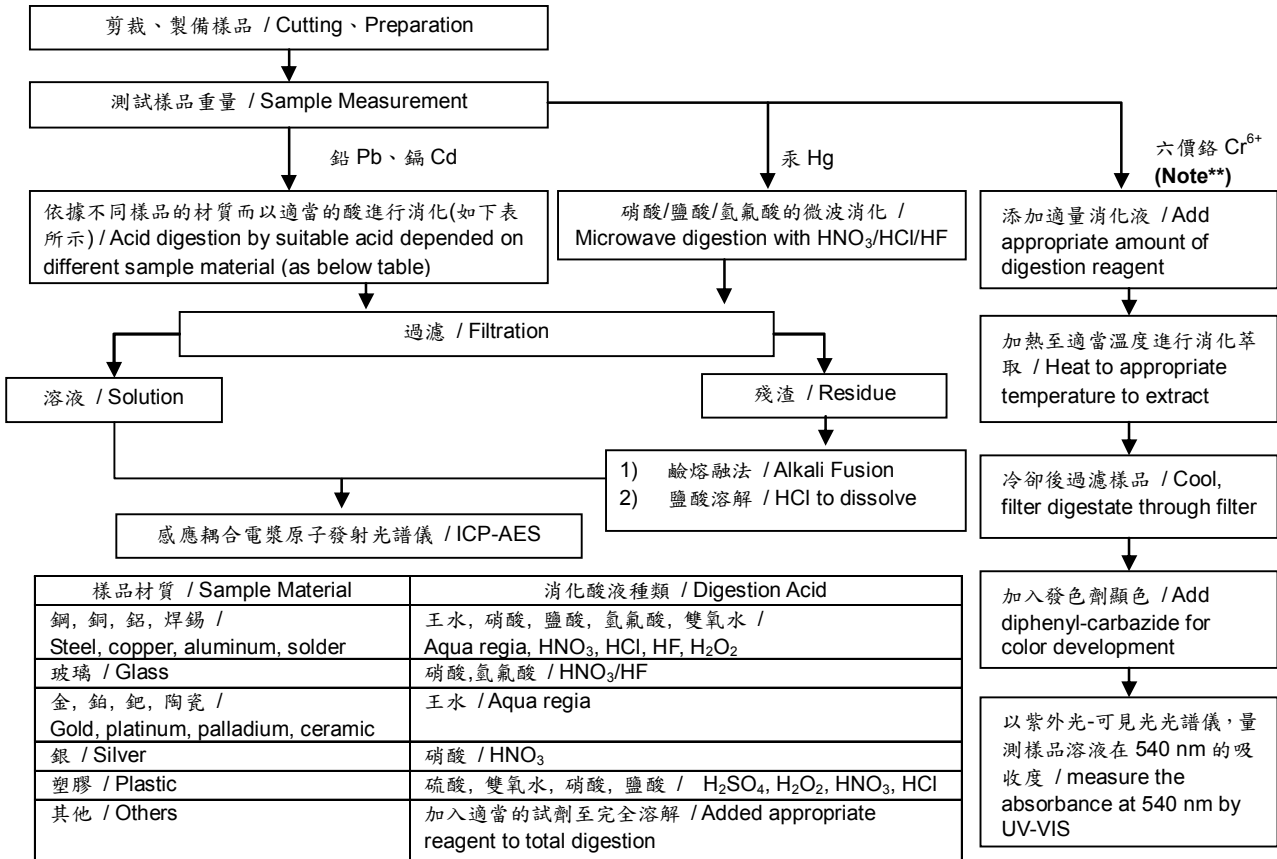 剪裁、製備樣品 / Cutting、Preparation
測試樣品重量 / Sample Measurement
鉛 Pb、鎘 Cd
汞 Hg
六價鉻 Cr⁶⁺
(Note**)
依據不同樣品的材質而以適當的酸進行消化(如下表
所示) / Acid digestion by suitable acid depended on
different sample material (as below table)
硝酸/鹽酸/氫氟酸的微波消化 /
Microwave digestion with HNO₃/HCl/HF
添加適量消化液 / Add
appropriate amount of
digestion reagent
過濾 / Filtration
加熱至適當溫度進行消化萃
取 / Heat to appropriate
temperature to extract
溶液 / Solution
殘渣 / Residue
1) 鹼熔融法 / Alkali Fusion
2) 鹽酸溶解 / HCl to dissolve
冷卻後過濾樣品 / Cool,
filter digestate through filter
感應耦合電漿原子發射光譜儀 / ICP-AES
加入發色劑顯色 / Add
diphenyl-carbazide for
color development
以紫外光-可見光光譜儀，量
測樣品溶液在 540 nm 的吸
收度 / measure the
absorbance at 540 nm by
UV-VIS
樣品材質 / Sample Material
消化酸液種類 / Digestion Acid
鋼, 銅, 鋁, 焊錫 /
Steel, copper, aluminum, solder
王水, 硝酸, 鹽酸, 氫氟酸, 雙氧水 /
Aqua regia, HNO₃, HCl, HF, H₂O₂
玻璃 / Glass
硝酸,氫氟酸 / HNO₃/HF
金, 鉑, 鈀, 陶瓷 /
Gold, platinum, palladium, ceramic
王水 / Aqua regia
銀 / Silver
硝酸 / HNO₃
塑膠 / Plastic
硫酸, 雙氧水, 硝酸, 鹽酸 / H₂SO₄, H₂O₂, HNO₃, HCl
其他 / Others
加入適當的試劑至完全溶解 / Added appropriate
reagent to total digestion